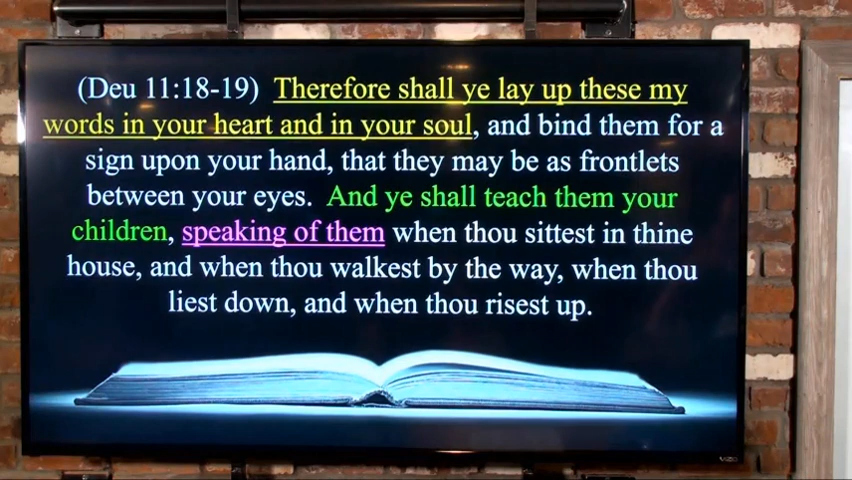 (Deu 11:18-19) Therefore shall ye lay up these my
words in your heart and in your soul, and bind them for a
sign upon your hand, that they may be as frontlets
between your eyes. And ye shall teach them your
children, speaking of them when thou sittest in thine
house, and when thou walkest by the way, when thou
liest down, and when thou risest up.
VIZIO